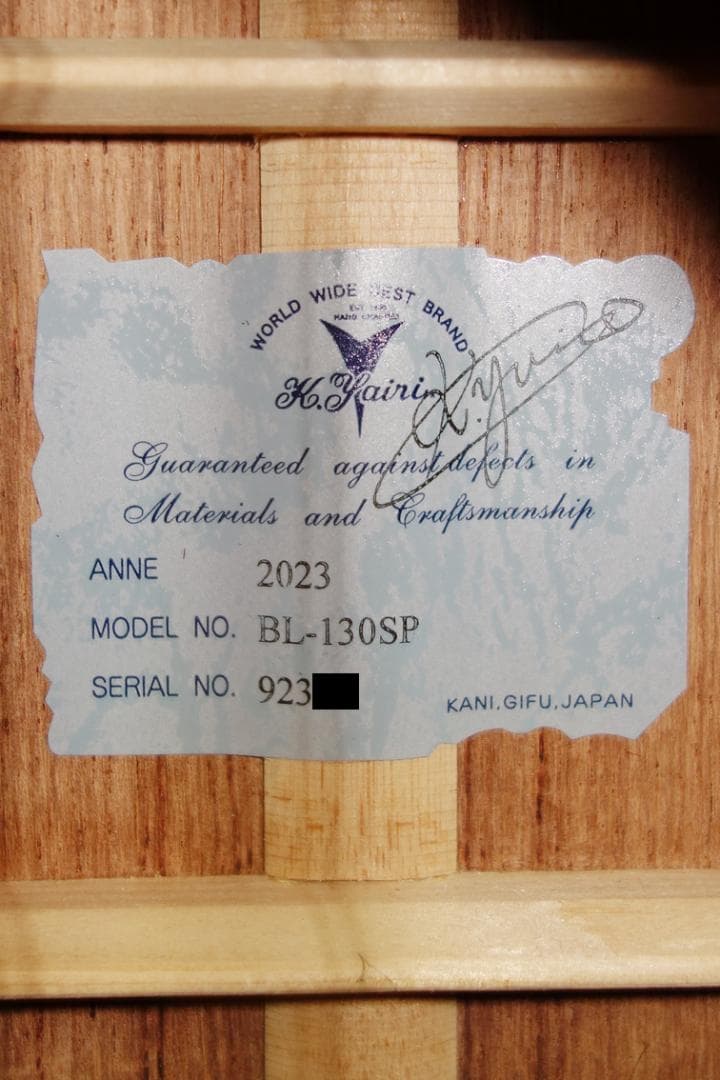 WORLD WIDE BEST BRAND
K.Yairi
K.Yairi
Guaranteed against defects in
Materials and Craftsmanship
ANNE 2023
MODEL NO. BL-130SP
SERIAL NO. 923
KANI.GIFU.JAPAN